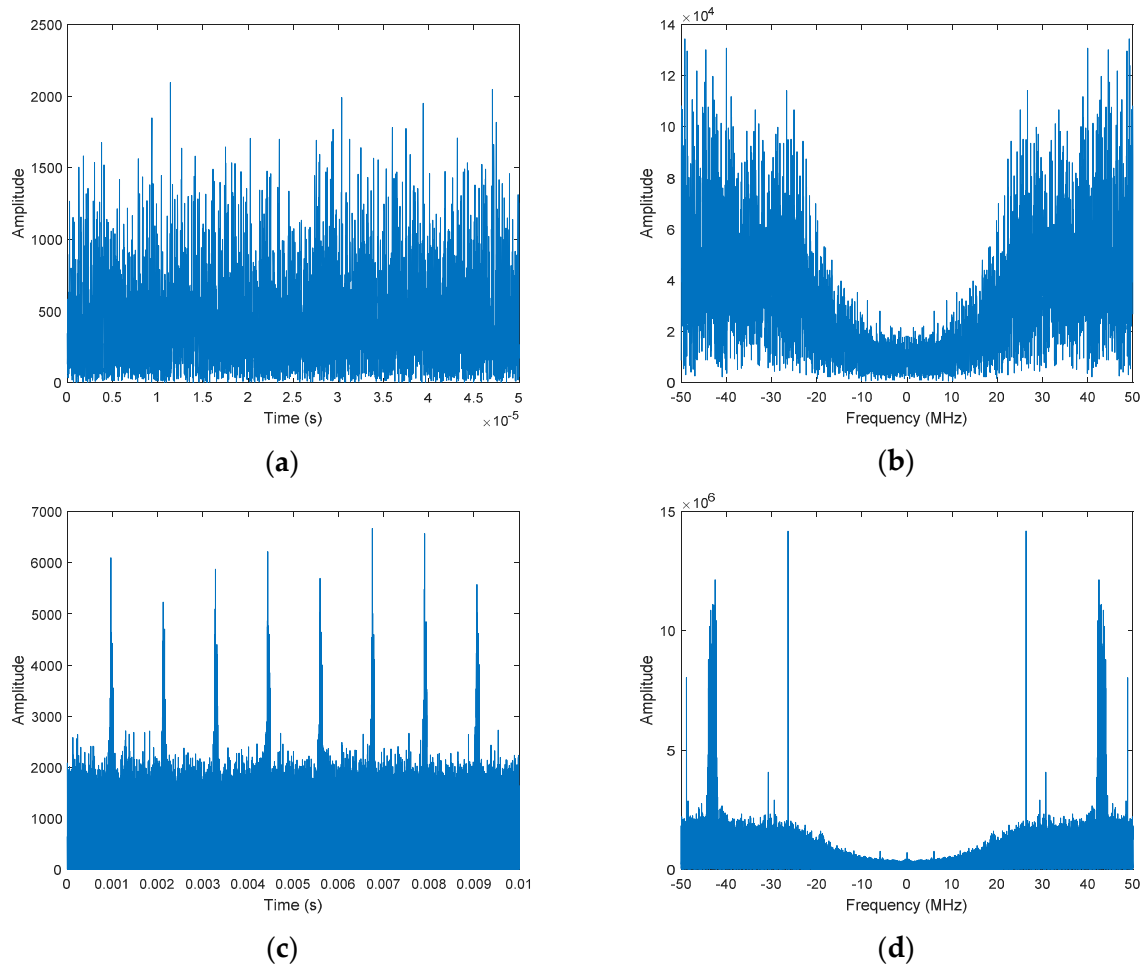 2500
2000
1500
1000
500
0
Amplitude
0 0.5 1 1.5 2 2.5 3 3.5 4 4.5 5
Time (s)
×10⁻⁵
(a)
×10⁴
14
12
10
8
6
4
2
0
Amplitude
-50 -40 -30 -20 -10 0 10 20 30 40 50
Frequency (MHz)
(b)
7000
6000
5000
4000
3000
2000
1000
0
Amplitude
0 0.001 0.002 0.003 0.004 0.005 0.006 0.007 0.008 0.009 0.01
Time (s)
(c)
×10⁶
15
10
5
0
Amplitude
-50 -40 -30 -20 -10 0 10 20 30 40 50
Frequency (MHz)
(d)